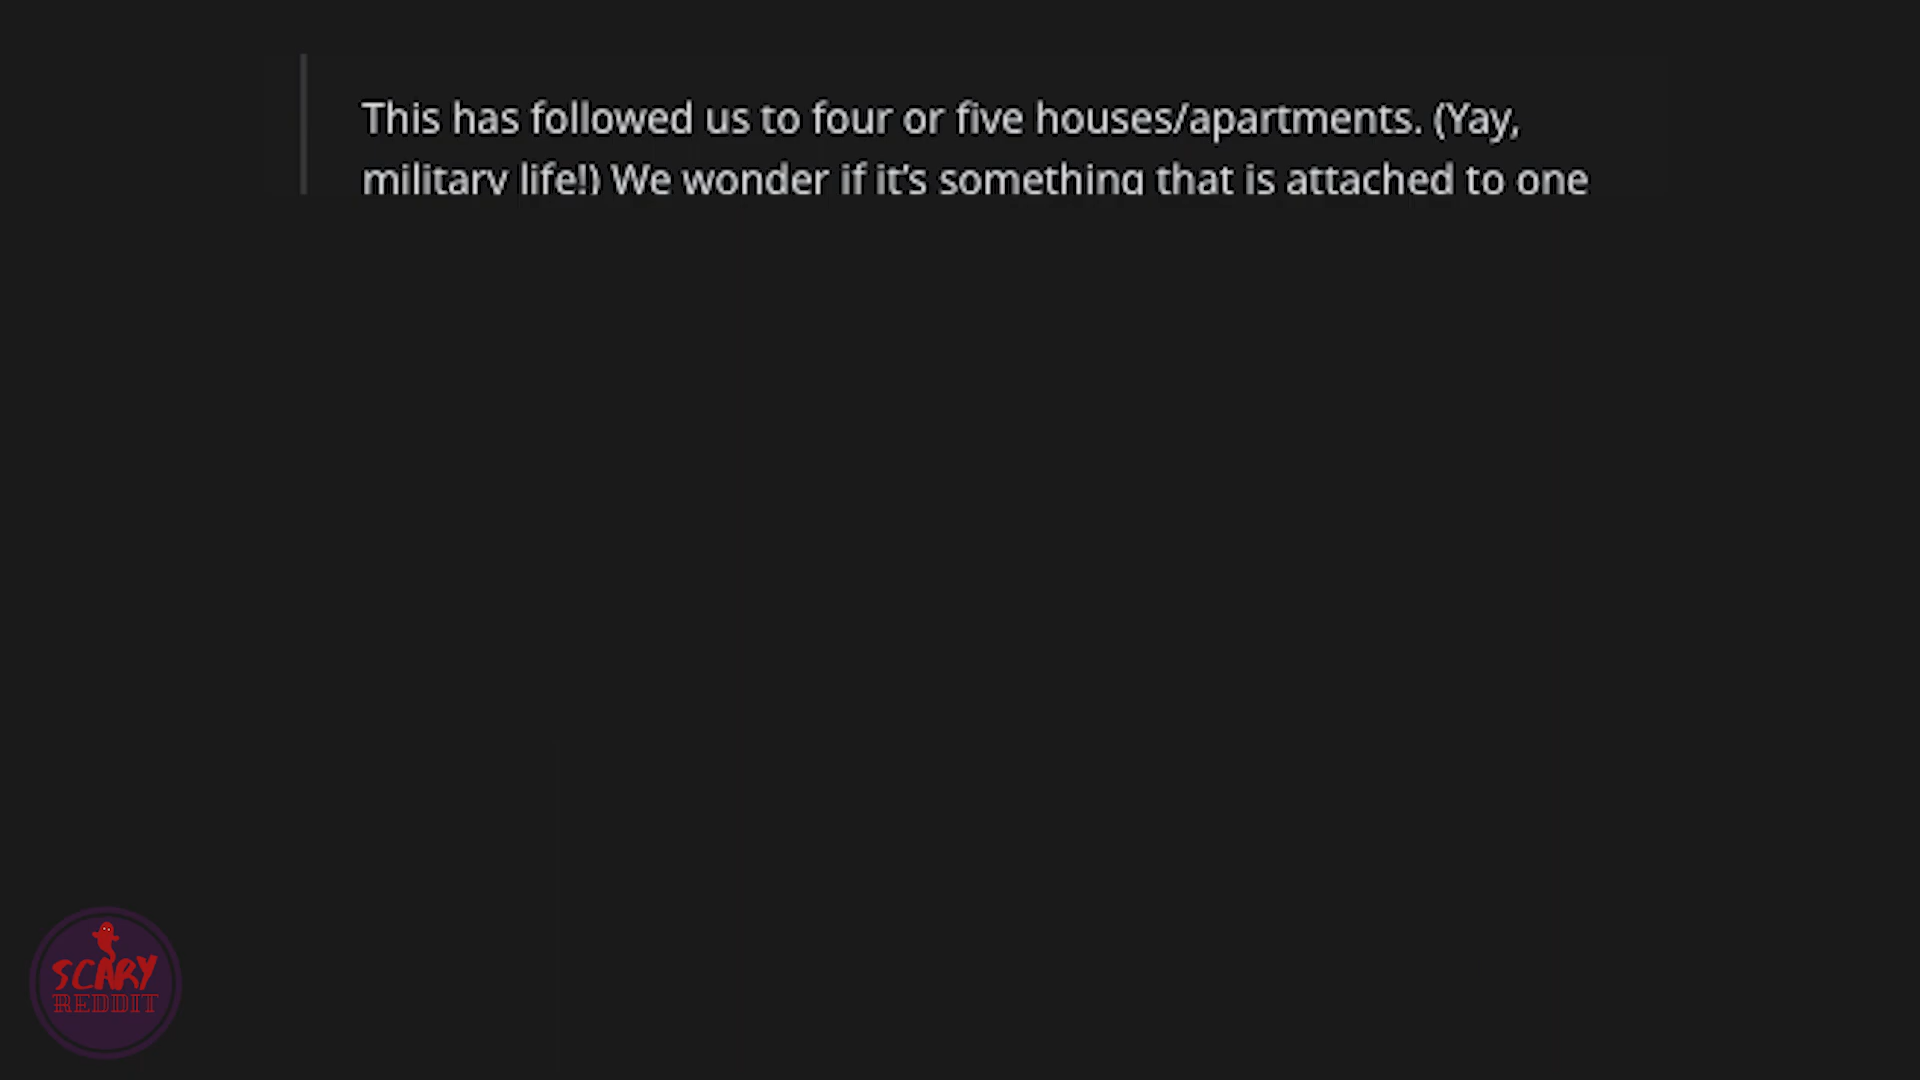 This has followed us to four or five houses/apartments. (Yay,
military life!) We wonder if it's something that is attached to one
SCARY
REDDIT